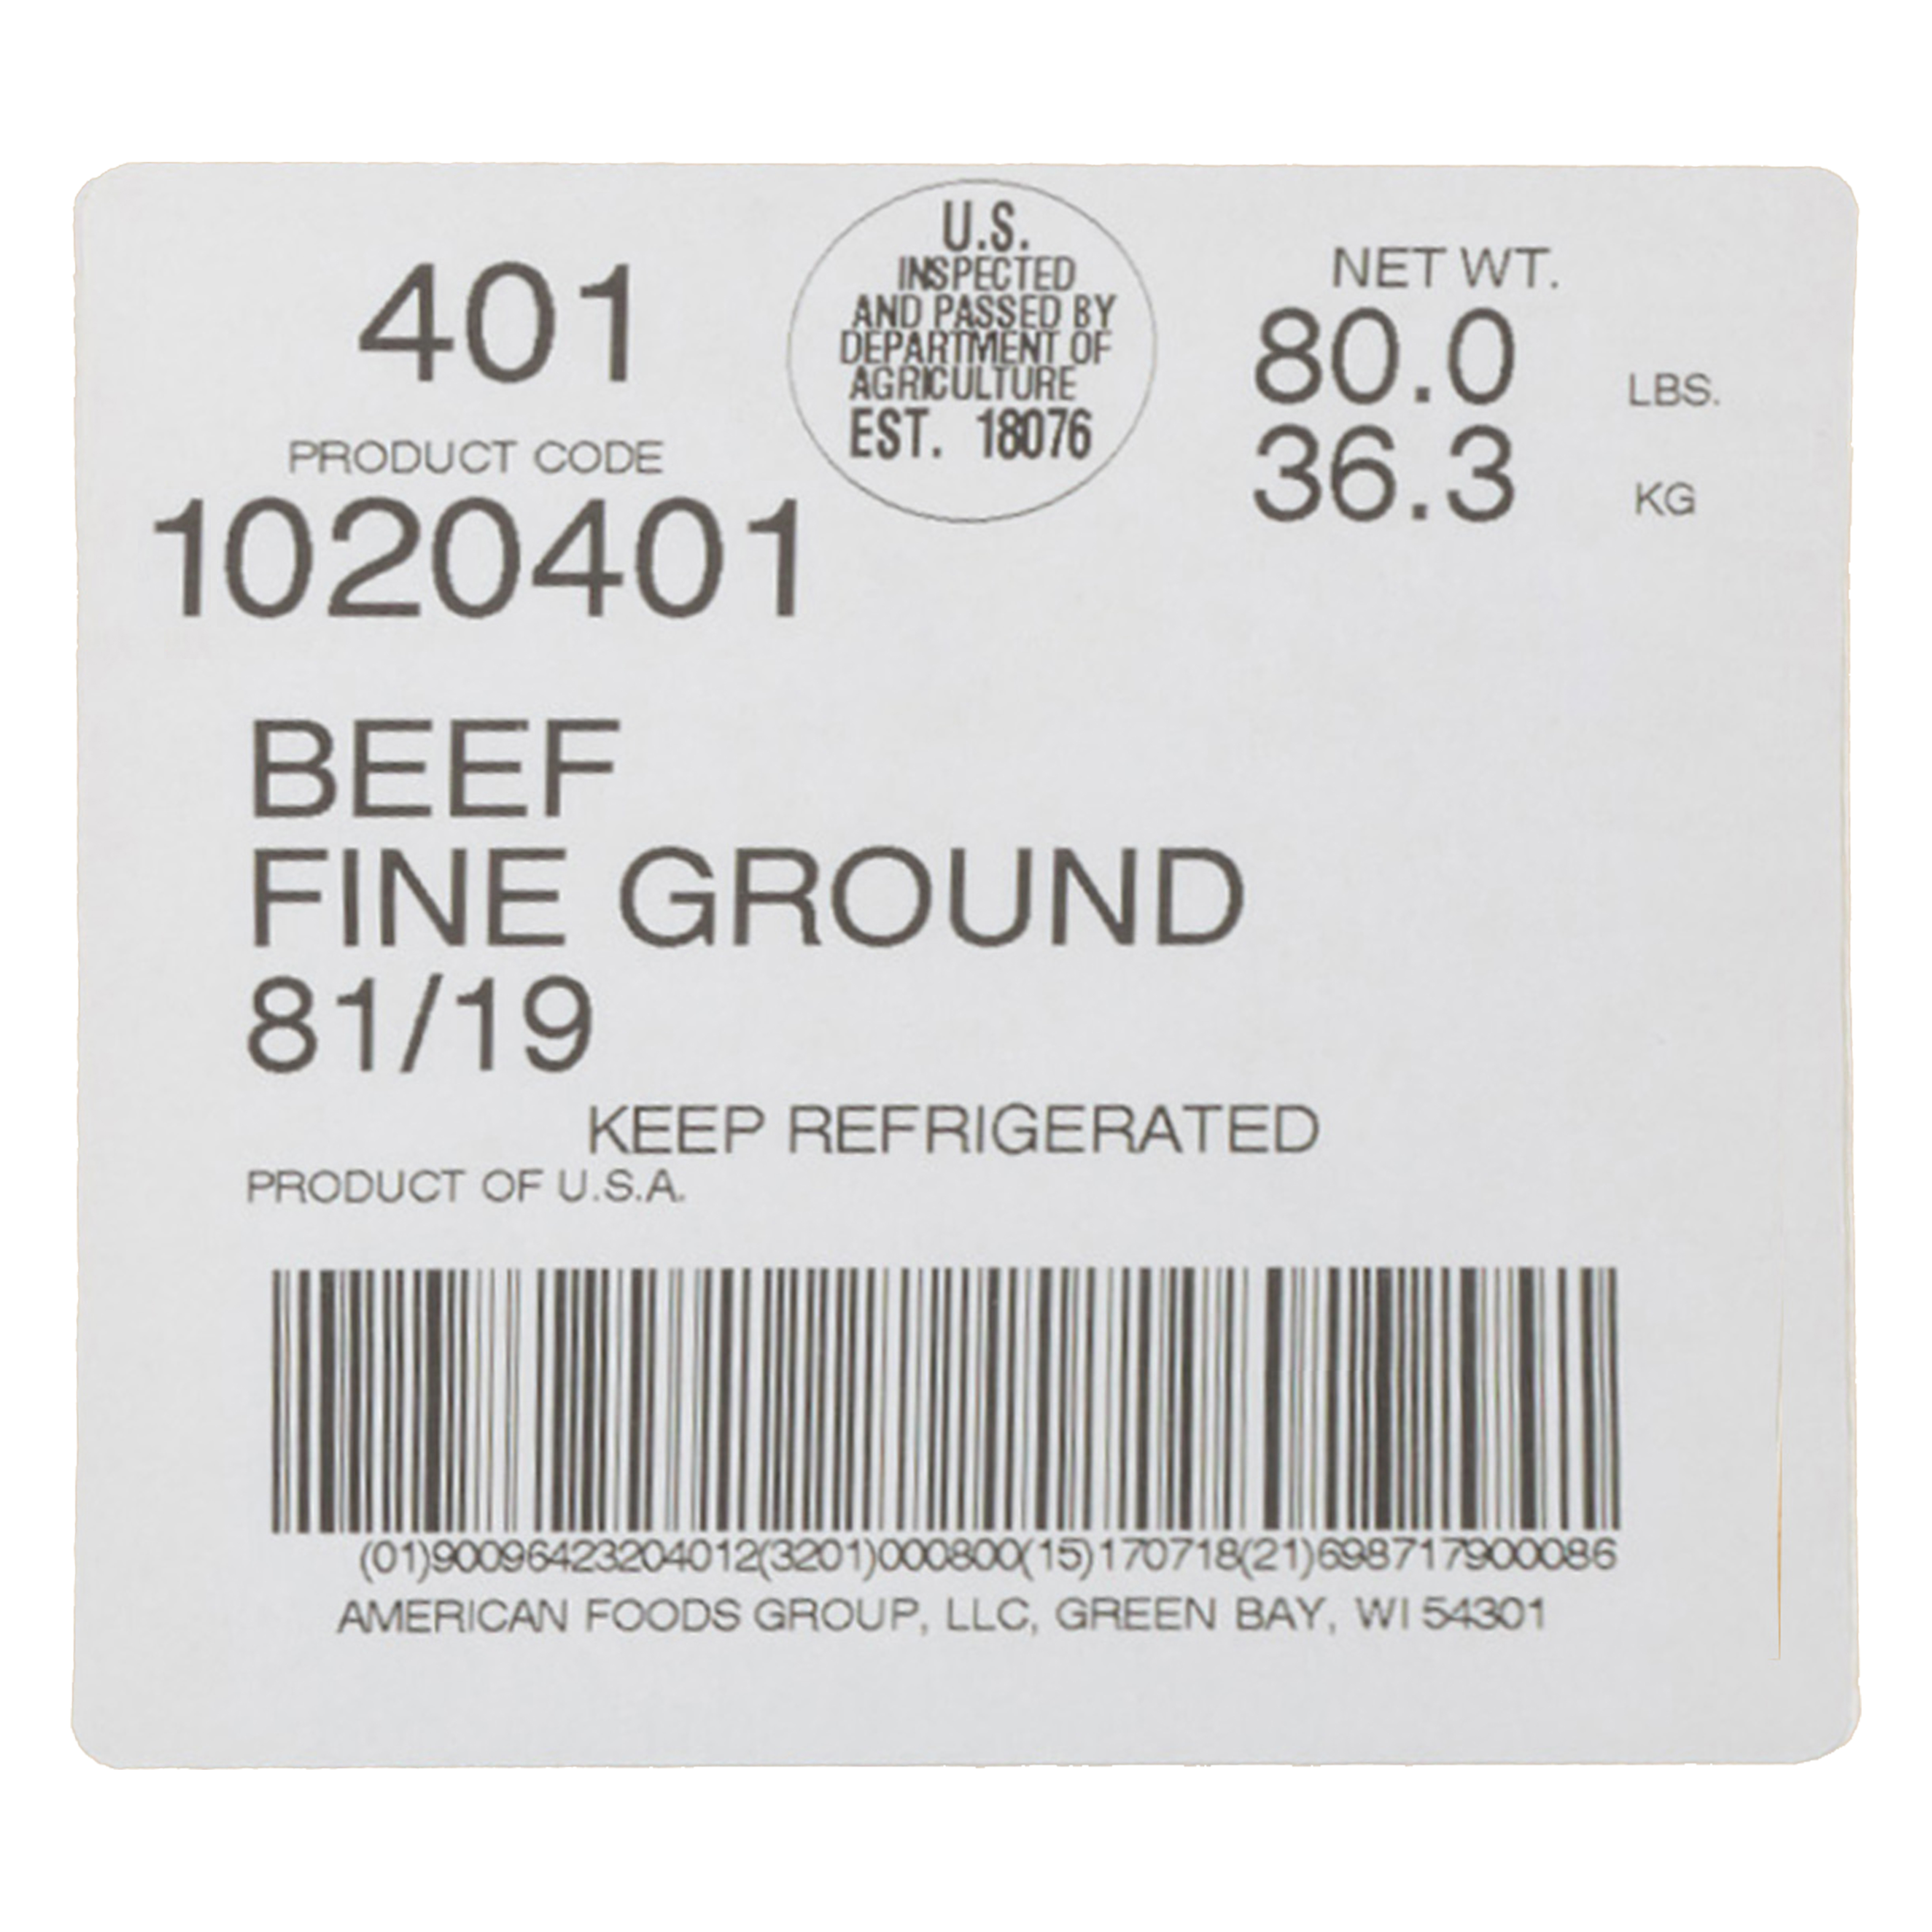 401
PRODUCT CODE
1020401
U.S.
INSPECTED
AND PASSED BY
DEPARTMENT OF
AGRICULTURE
EST. 18076
NET WT.
80.0 LBS.
36.3 KG
BEEF
FINE GROUND
81/19
KEEP REFRIGERATED
PRODUCT OF U.S.A.
(01)90096423204012(3201)000800(15)170718(21)698717900086
AMERICAN FOODS GROUP, LLC, GREEN BAY, WI 54301